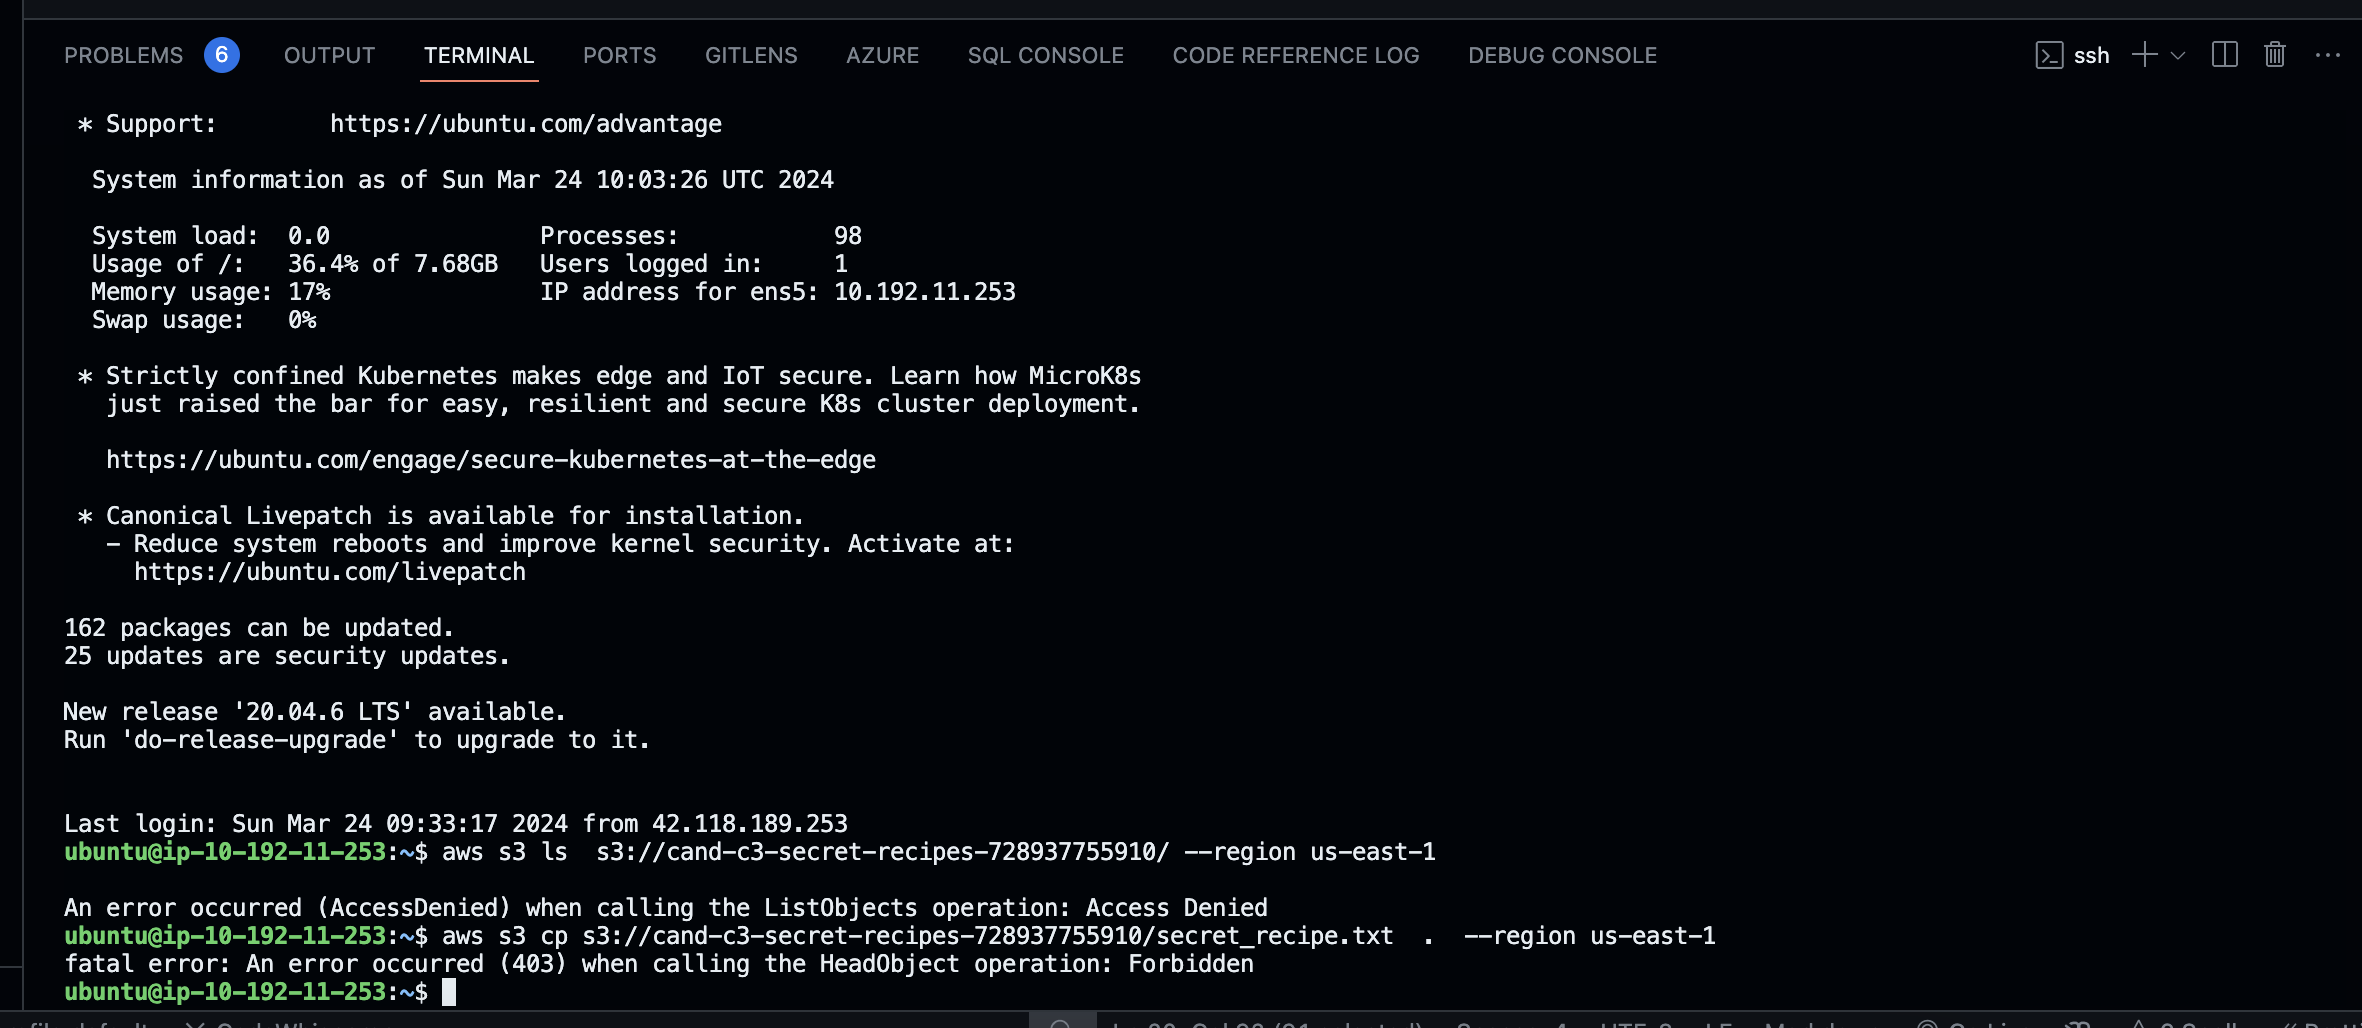 PROBLEMS 6 OUTPUT TERMINAL PORTS GITLENS AZURE SQL CONSOLE CODE REFERENCE LOG DEBUG CONSOLE ssh
* Support: https://ubuntu.com/advantage
System information as of Sun Mar 24 10:03:26 UTC 2024
System load: 0.0 Processes: 98
Usage of /: 36.4% of 7.68GB Users logged in: 1
Memory usage: 17% IP address for ens5: 10.192.11.253
Swap usage: 0%
* Strictly confined Kubernetes makes edge and IoT secure. Learn how MicroK8s
just raised the bar for easy, resilient and secure K8s cluster deployment.
https://ubuntu.com/engage/secure-kubernetes-at-the-edge
* Canonical Livepatch is available for installation.
- Reduce system reboots and improve kernel security. Activate at:
https://ubuntu.com/livepatch
162 packages can be updated.
25 updates are security updates.
New release '20.04.6 LTS' available.
Run 'do-release-upgrade' to upgrade to it.
Last login: Sun Mar 24 09:33:17 2024 from 42.118.189.253
ubuntu@ip-10-192-11-253:~$ aws s3 ls  s3://cand-c3-secret-recipes-728937755910/ --region us-east-1
An error occurred (AccessDenied) when calling the ListObjects operation: Access Denied
ubuntu@ip-10-192-11-253:~$ aws s3 cp s3://cand-c3-secret-recipes-728937755910/secret_recipe.txt  .  --region us-east-1
fatal error: An error occurred (403) when calling the HeadObject operation: Forbidden
ubuntu@ip-10-192-11-253:~$